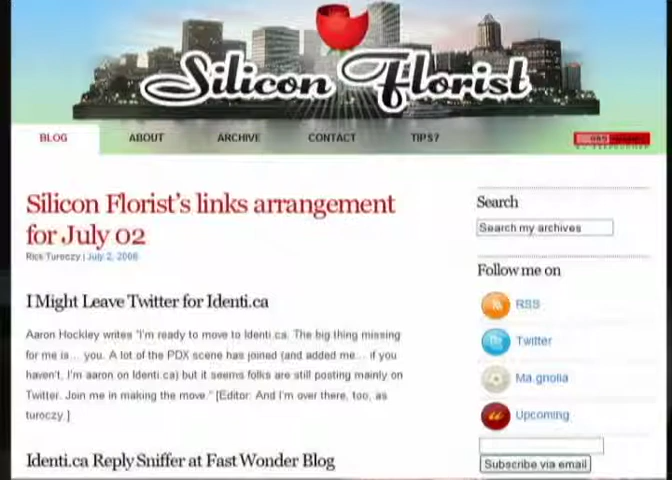 Silicon Florist
BLOG ABOUT ARCHIVE CONTACT TIPS?
Silicon Florist's links arrangement
for July 02
Rick Turoczy | July 2, 2008
I Might Leave Twitter for Identi.ca
Aaron Hockley writes "I'm ready to move to Identi.ca. The big thing missing
for me is... you. A lot of the PDX scene has joined (and added me... if you
haven't, I'm aaron on Identi.ca) but it seems folks are still posting mainly on
Twitter. Join me in making the move." [Editor: And I'm over there, too, as
turoczy.]
Identi.ca Reply Sniffer at Fast Wonder Blog
Search
Search my archives
Follow me on
RSS
Twitter
Ma.gnolia
Upcoming
Subscribe via email